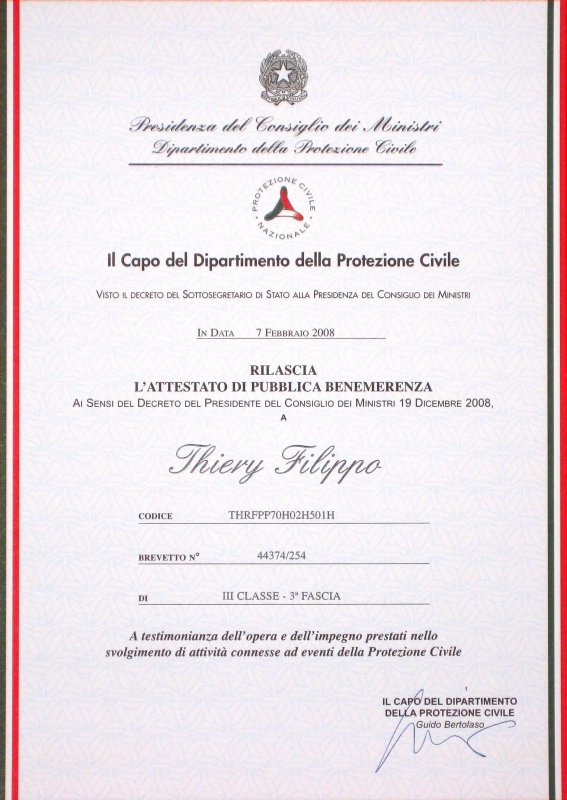 Presidenza del Consiglio dei Ministri
Dipartimento della Protezione Civile
PROTEZIONE CIVILE
NAZIONALE
Il Capo del Dipartimento della Protezione Civile
Visto il decreto del Sottosegretario di Stato alla Presidenza del Consiglio dei Ministri
In Data 7 Febbraio 2008
RILASCIA
L'ATTESTATO DI PUBBLICA BENEMERENZA
Ai Sensi del Decreto del Presidente del Consiglio dei Ministri 19 Dicembre 2008,
A
Thiery Filippo
CODICE THRFPP70H02H501H
BREVETTO N° 44374/254
DI III CLASSE - 3ª FASCIA
A testimonianza dell'opera e dell'impegno prestati nello
svolgimento di attività connesse ad eventi della Protezione Civile
IL CAPO DEL DIPARTIMENTO
DELLA PROTEZIONE CIVILE
Guido Bertolaso